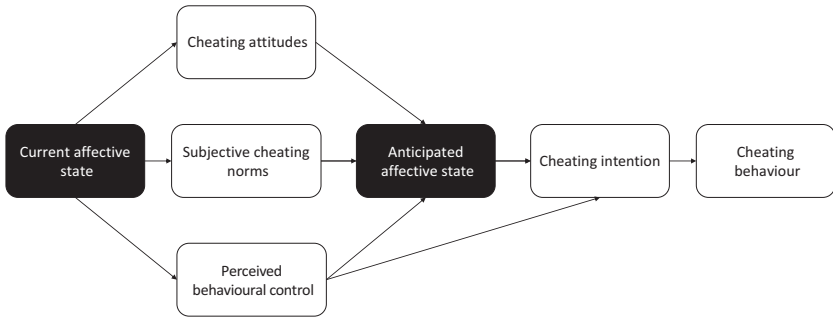 Cheating attitudes
Current affective
state
Subjective cheating
norms
Anticipated
affective state
Cheating intention
Cheating
behaviour
Perceived
behavioural control